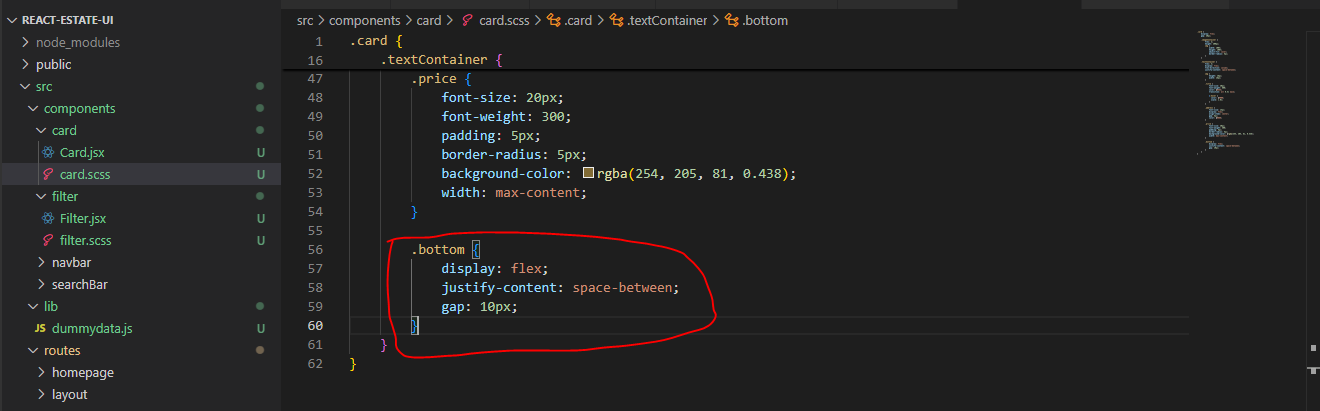 REACT-ESTATE-UI
node_modules
public
src
components
card
Card.jsx U
card.scss U
filter
Filter.jsx U
filter.scss U
navbar
searchBar
lib
JS dummydata.js U
routes
homepage
layout
src > components > card > card.scss > .card > .textContainer > .bottom
1 .card {
16 .textContainer {
47 .price {
48 font-size: 20px;
49 font-weight: 300;
50 padding: 5px;
51 border-radius: 5px;
52 background-color: rgba(254, 205, 81, 0.438);
53 width: max-content;
54 }
55
56 .bottom {
57 display: flex;
58 justify-content: space-between;
59 gap: 10px;
60 }
61 }
62 }